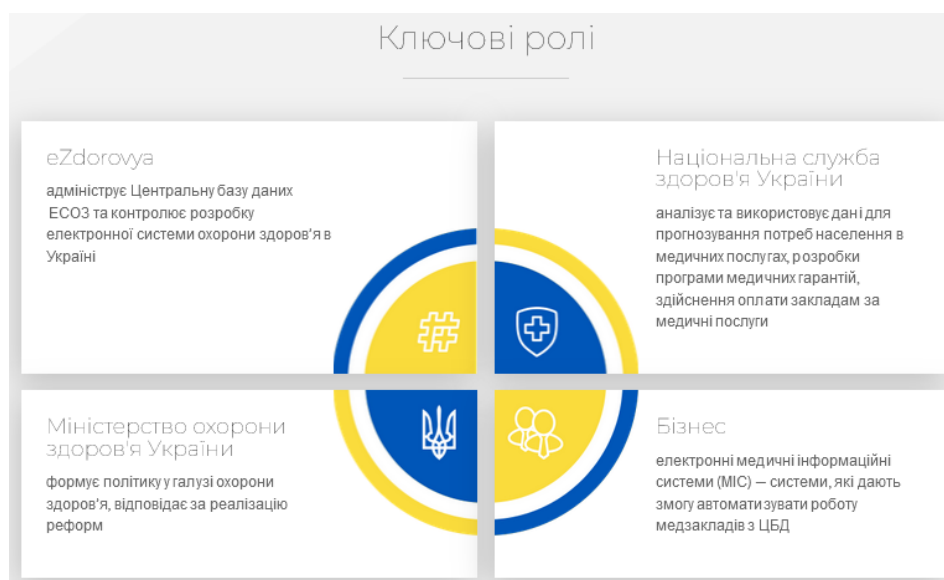 Ключові ролі
eZdorovya
адмініструє Центральну базу даних
ЕСОЗ та контролює розробку
електронної системи охорони здоров'я в
Україні
Національна служба
здоров'я України
аналізує та використовує дані для
прогнозування потреб населення в
медичних послугах, розробки
програми медичних гарантій,
здійснення оплати закладам за
медичні послуги
Міністерство охорони
здоров'я України
формує політику у галузі охорони
здоров'я, відповідає за реалізацію
реформ
Бізнес
електронні медичні інформаційні
системи (МІС) — системи, які дають
змогу автоматизувати роботу
медзакладів з ЦБД